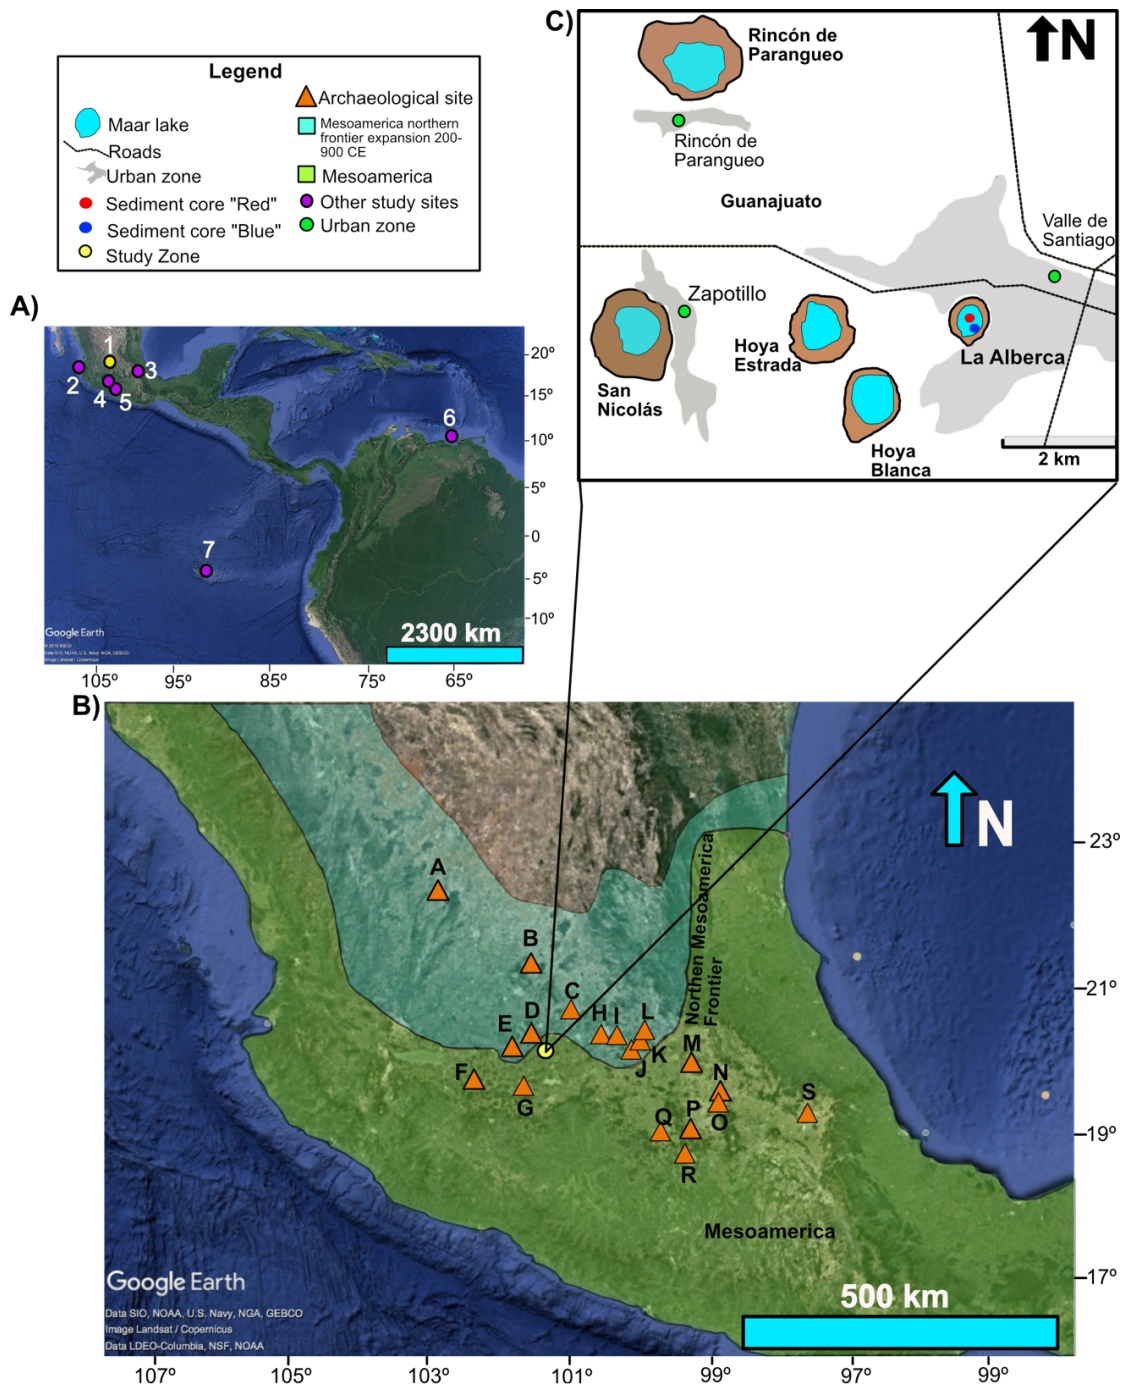 Legend
Maar lake
Roads
Urban zone
Sediment core "Red"
Sediment core "Blue"
Study Zone
Archaeological site
Mesoamerica northern
frontier expansion 200-
900 CE
Mesoamerica
Other study sites
Urban zone
C)
N
Rincón de
Parangueo
Rincón de
Parangueo
Guanajuato
Valle de
Santiago
Zapotillo
Hoya
Estrada
La Alberca
San
Nicolás
Hoya
Blanca
2 km
A)
1
2
3
4
5
6
7
20º
15º
10º
5º
0
5º
10º
Google Earth
2300 km
105º
95º
85º
75º
65º
B)
N
A
B
C
D
E
F
G
H
I
J
K
L
M
N
O
P
Q
R
S
Northen Mesoamerica
Frontier
Mesoamerica
23º
21º
19º
17º
Google Earth
Data SIO, NOAA, U.S. Navy, NGA, GEBCO
Image Landsat / Copernicus
Data LDEO-Columbia, NSF, NOAA
500 km
107º
105º
103º
101º
99º
97º
99º